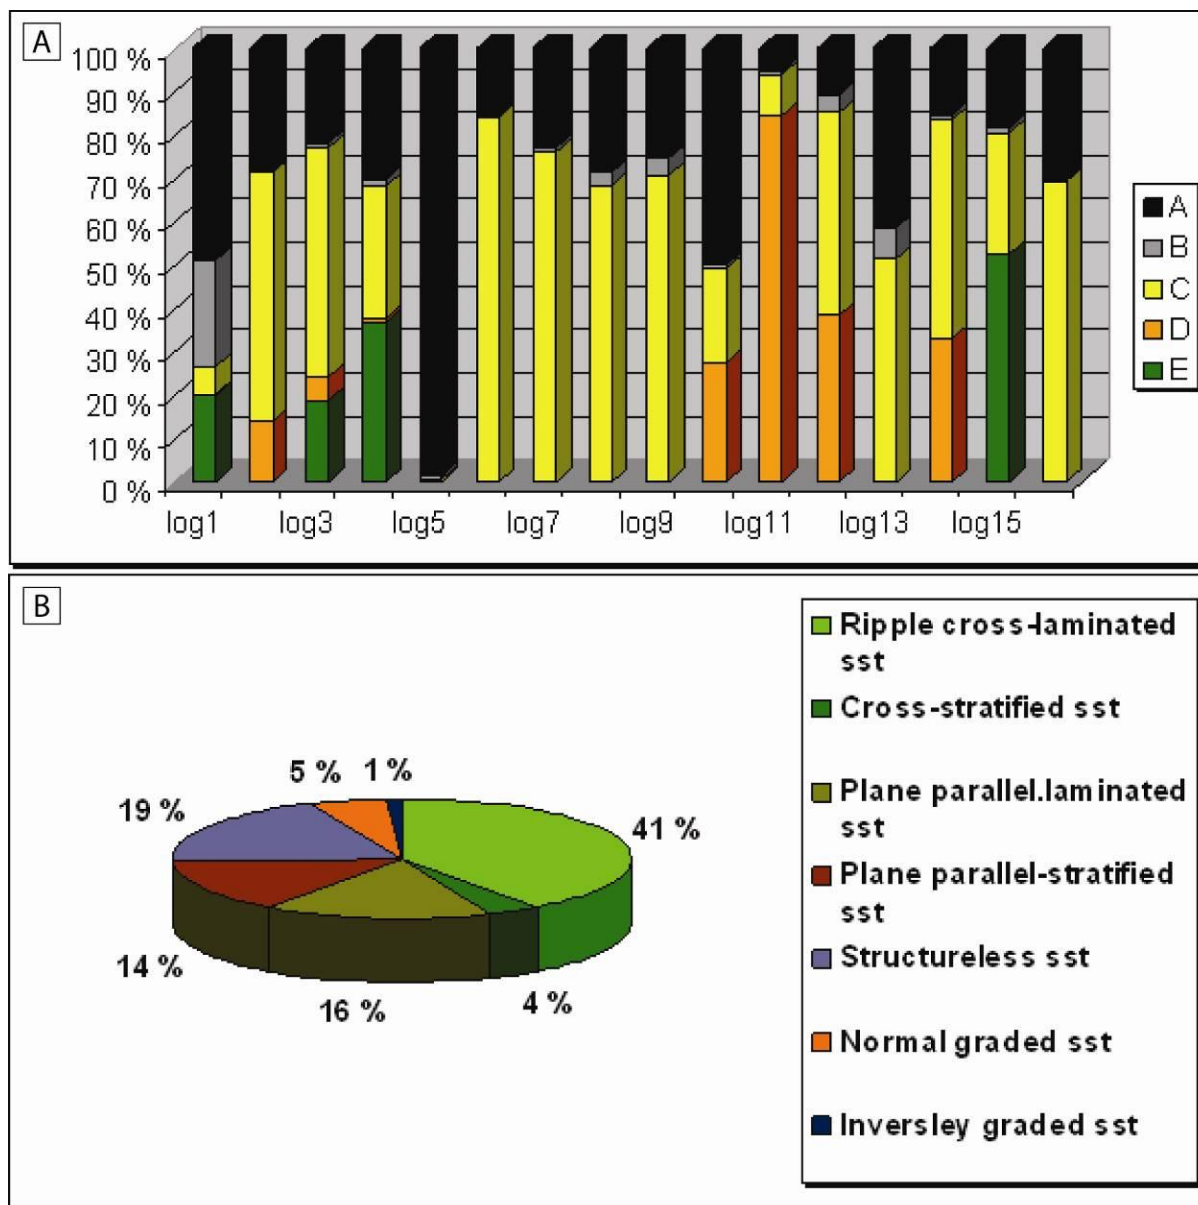 A
100 %
90 %
80 %
70 %
60 %
50 %
40 %
30 %
20 %
10 %
0 %
log1 log3 log5 log7 log9 log11 log13 log15
A
B
C
D
E
B
5 % 1 %
19 %
41 %
14 %
16 %
4 %
Ripple cross-laminated
sst
Cross-stratified sst
Plane parallel.laminated
sst
Plane parallel-stratified
sst
Structureless sst
Normal graded sst
Inversley graded sst